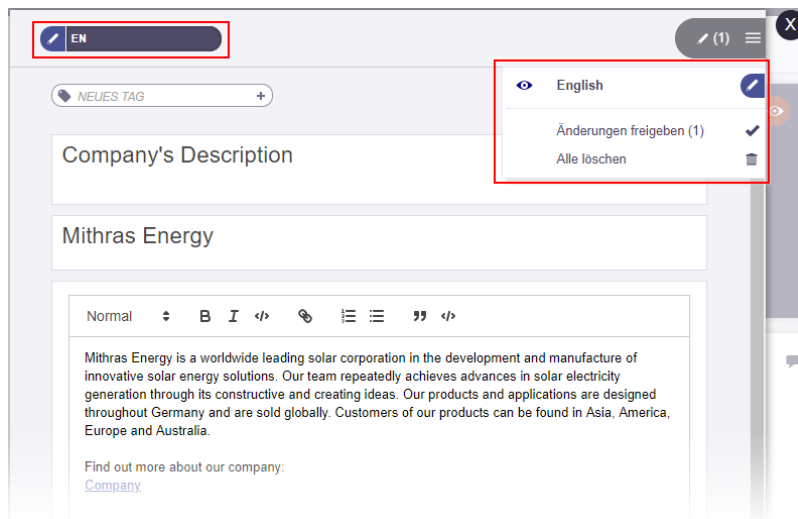 EN
(1)
X
English
NEUES TAG
+
Änderungen freigeben (1)
Alle löschen
Company's Description
Mithras Energy
Normal B I </> </>
Mithras Energy is a worldwide leading solar corporation in the development and manufacture of
innovative solar energy solutions. Our team repeatedly achieves advances in solar electricity
generation through its constructive and creating ideas. Our products and applications are designed
throughout Germany and are sold globally. Customers of our products can be found in Asia, America,
Europe and Australia.
Find out more about our company:
Company